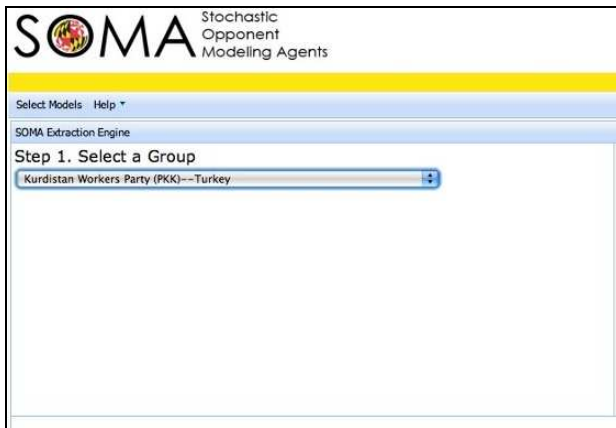 SOMA
Stochastic
Opponent
Modeling Agents
Select Models Help
SOMA Extraction Engine
Step 1. Select a Group
Kurdistan Workers Party (PKK)--Turkey